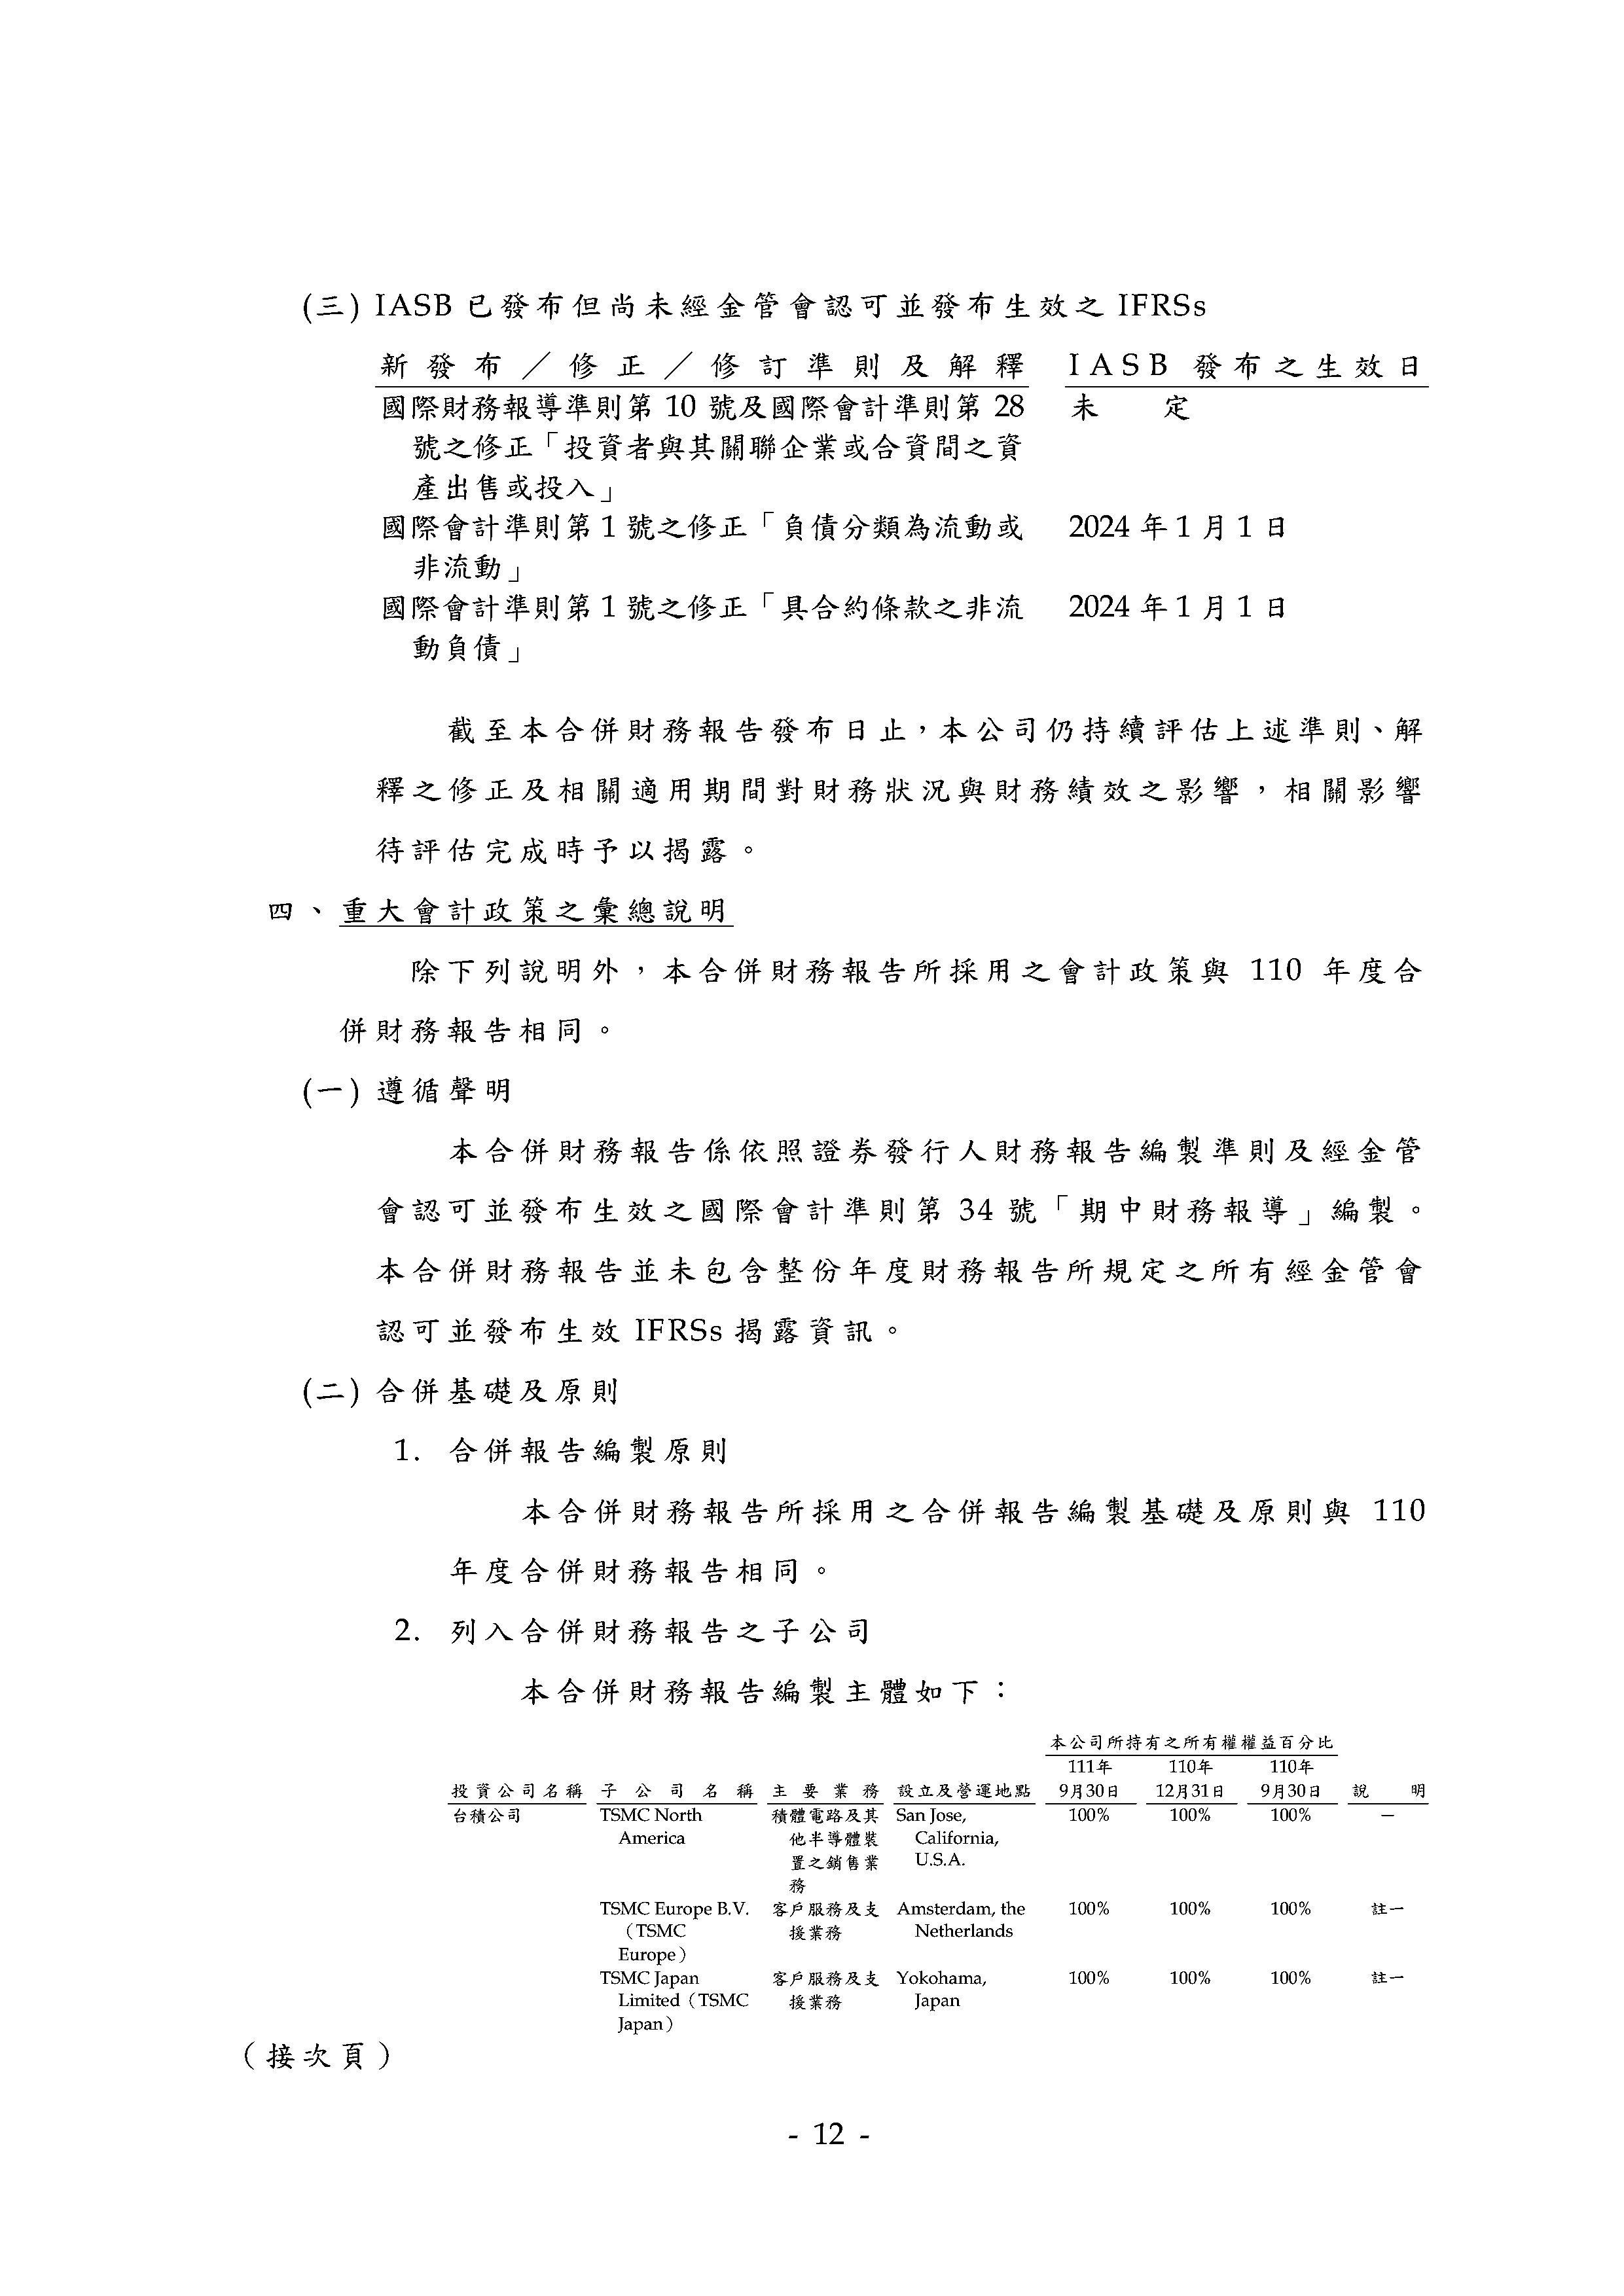 (三) IASB 已發布但尚未經金管會認可並發布生效之 IFRSs
新發布／修正／修訂準則及解釋 IASB 發布之生效日
國際財務報導準則第 10 號及國際會計準則第 28 未 定
號之修正「投資者與其關聯企業或合資間之資
產出售或投入」
國際會計準則第 1 號之修正「負債分類為流動或 2024 年 1 月 1 日
非流動」
國際會計準則第 1 號之修正「具合約條款之非流 2024 年 1 月 1 日
動負債」
截至本合併財務報告發布日止，本公司仍持續評估上述準則、解
釋之修正及相關適用期間對財務狀況與財務績效之影響，相關影響
待評估完成時予以揭露。
四、重大會計政策之彙總說明
除下列說明外，本合併財務報告所採用之會計政策與 110 年度合
併財務報告相同。
(一) 遵循聲明
本合併財務報告係依照證券發行人財務報告編製準則及經金管
會認可並發布生效之國際會計準則第 34 號「期中財務報導」編製。
本合併財務報告並未包含整份年度財務報告所規定之所有經金管會
認可並發布生效 IFRSs 揭露資訊。
(二) 合併基礎及原則
1. 合併報告編製原則
本合併財務報告所採用之合併報告編製基礎及原則與 110
年度合併財務報告相同。
2. 列入合併財務報告之子公司
本合併財務報告編製主體如下：
本公司所持有之所有權權益百分比
111年 110年 110年
投資公司名稱 子公司名稱 主要業務 設立及營運地點 9月30日 12月31日 9月30日 說 明
台積公司 TSMC North 積體電路及其 San Jose, 100% 100% 100% －
America 他半導體裝 California,
置之銷售業 U.S.A.
務
TSMC Europe B.V. 客戶服務及支 Amsterdam, the 100% 100% 100% 註一
（TSMC 援業務 Netherlands
Europe）
TSMC Japan 客戶服務及支 Yokohama, 100% 100% 100% 註一
Limited（TSMC 援業務 Japan
Japan）
（接次頁）
- 12 -